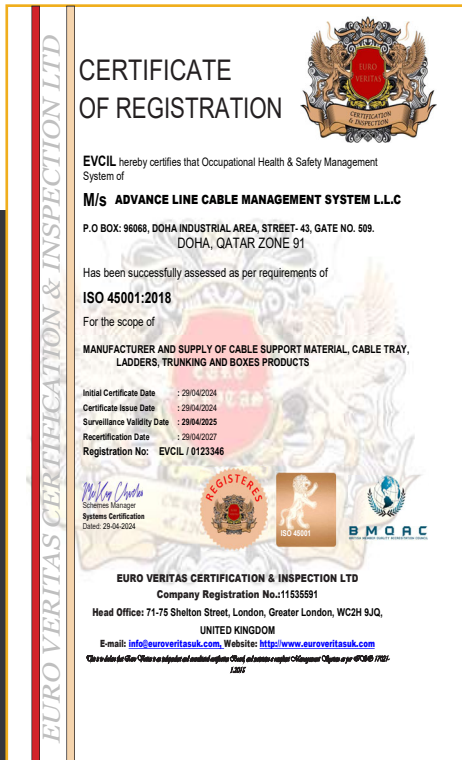 EURO VERITAS CERTIFICATION & INSPECTION LTD
CERTIFICATE
OF REGISTRATION
EURO
VERITAS
CERTIFICATION
& INSPECTION
EVCIL hereby certifies that Occupational Health & Safety Management
System of
M/s ADVANCE LINE CABLE MANAGEMENT SYSTEM L.L.C
P.O BOX: 96068, DOHA INDUSTRIAL AREA, STREET- 43, GATE NO. 509.
DOHA, QATAR ZONE 91
Has been successfully assessed as per requirements of
ISO 45001:2018
For the scope of
MANUFACTURER AND SUPPLY OF CABLE SUPPORT MATERIAL, CABLE TRAY,
LADDERS, TRUNKING AND BOXES PRODUCTS
Initial Certificate Date : 29/04/2024
Certificate Issue Date : 29/04/2024
Surveillance Validity Date : 29/04/2025
Recertification Date : 29/04/2027
Registration No: EVCIL / 0123346
Schemes Manager
Systems Certification
Dated: 29-04-2024
REGISTERES
ISO 45001
BMQAC
EURO VERITAS CERTIFICATION & INSPECTION LTD
Company Registration No.:11535591
Head Office: 71-75 Shelton Street, London, Greater London, WC2H 9JQ,
UNITED KINGDOM
E-mail: info@euroveritasuk.com, Website: http://www.euroveritasuk.com